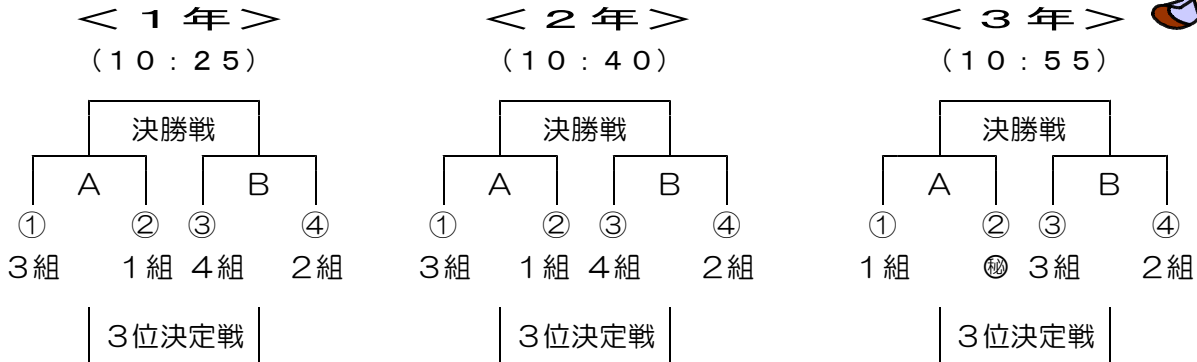 ＜１年＞ ＜２年＞ ＜３年＞
（１０：２５） （１０：４０） （１０：５５）
決勝戦 決勝戦 決勝戦
A B A B A B
① ② ③ ④ ① ② ③ ④ ① ② ③ ④
３組 １組 ４組 ２組 ３組 １組 ４組 ２組 １組 ㊙ ３組 ２組
３位決定戦 ３位決定戦 ３位決定戦